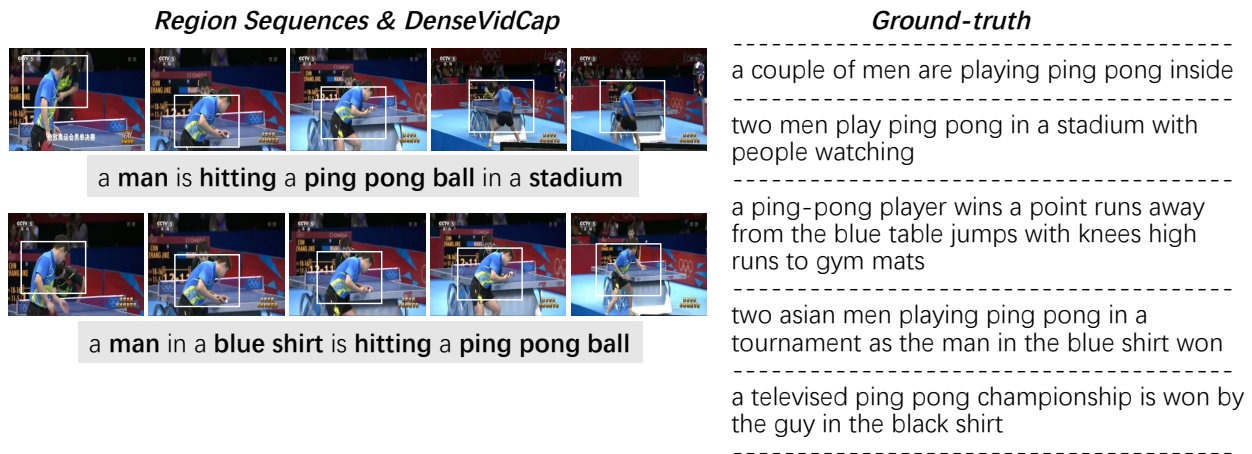 Region Sequences & DenseVidCap
a man is hitting a ping pong ball in a stadium
a man in a blue shirt is hitting a ping pong ball
Ground-truth
a couple of men are playing ping pong inside
two men play ping pong in a stadium with
people watching
a ping-pong player wins a point runs away
from the blue table jumps with knees high
runs to gym mats
two asian men playing ping pong in a
tournament as the man in the blue shirt won
a televised ping pong championship is won by
the guy in the black shirt